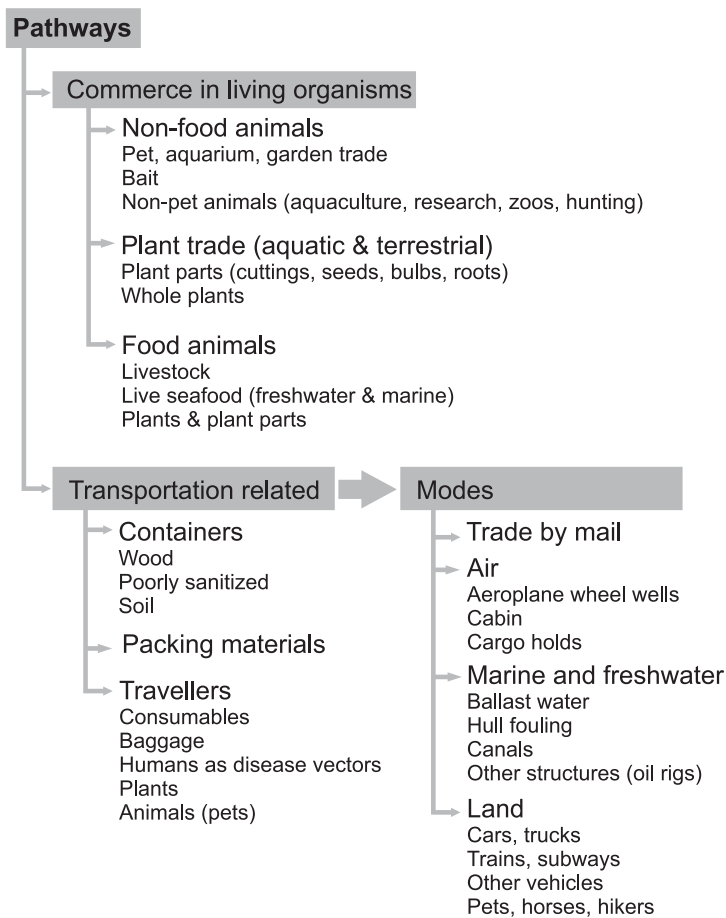 Pathways
Commerce in living organisms
Non-food animals
Pet, aquarium, garden trade
Bait
Non-pet animals (aquaculture, research, zoos, hunting)
Plant trade (aquatic & terrestrial)
Plant parts (cuttings, seeds, bulbs, roots)
Whole plants
Food animals
Livestock
Live seafood (freshwater & marine)
Plants & plant parts
Transportation related
Containers
Wood
Poorly sanitized
Soil
Packing materials
Travellers
Consumables
Baggage
Humans as disease vectors
Plants
Animals (pets)
Modes
Trade by mail
Air
Aeroplane wheel wells
Cabin
Cargo holds
Marine and freshwater
Ballast water
Hull fouling
Canals
Other structures (oil rigs)
Land
Cars, trucks
Trains, subways
Other vehicles
Pets, horses, hikers